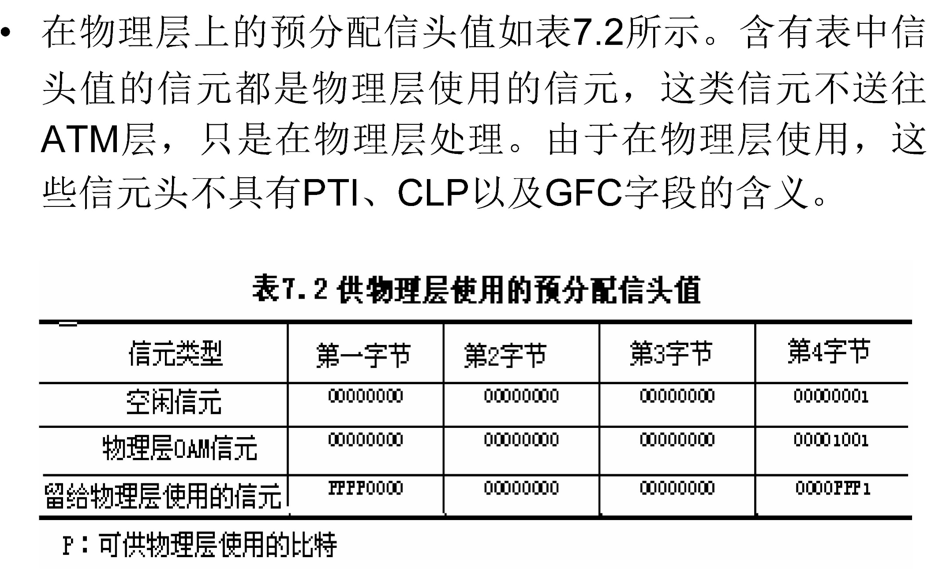 • 在物理层上的预分配信头值如表7.2所示。含有表中信
头值的信元都是物理层使用的信元，这类信元不送往
ATM层，只是在物理层处理。由于在物理层使用，这
些信元头不具有PTI、CLP以及GFC字段的含义。
表7.2 供物理层使用的预分配信头值
信元类型 第一字节 第2字节 第3字节 第4字节
空闲信元 00000000 00000000 00000000 00000001
物理层OAM信元 00000000 00000000 00000000 00001001
留给物理层使用的信元 PPPP0000 00000000 00000000 0000PPP1
P：可供物理层使用的比特